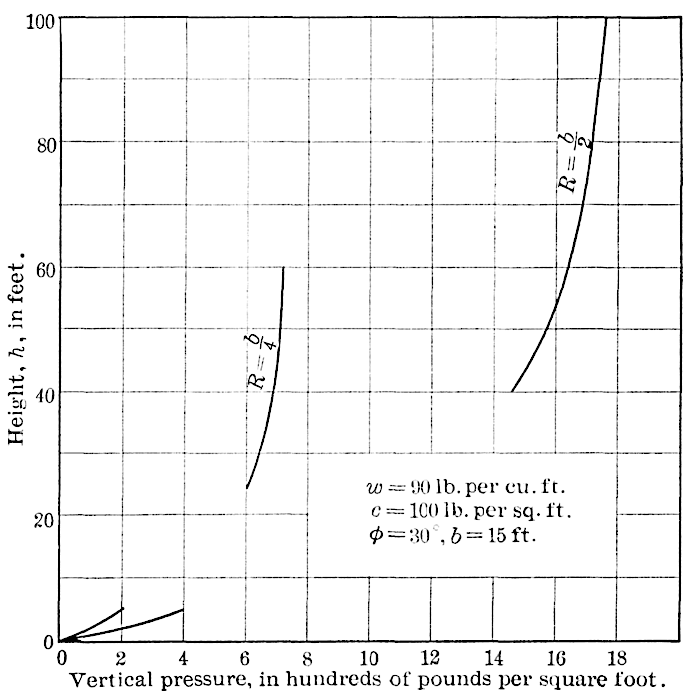 100
80
60
40
20
0
Height, h, in feet.
R = b/4
R = b/2
w = 90 lb. per cu. ft.
c = 100 lb. per sq. ft.
ϕ = 30°, b = 15 ft.
0 2 4 6 8 10 12 14 16 18
Vertical pressure, in hundreds of pounds per square foot.